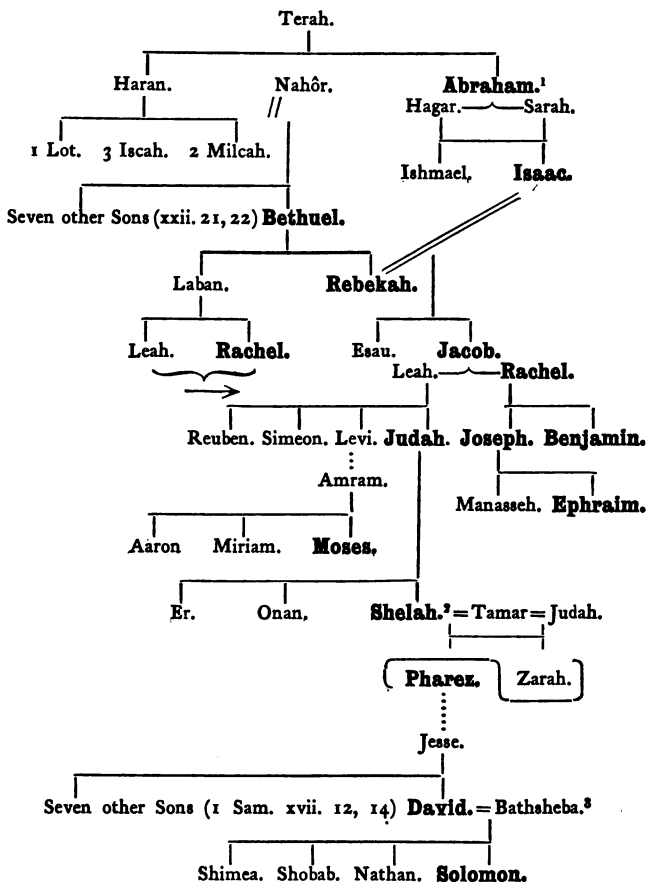 Terah.
Haran. Nahôr. Abraham.¹
Hagar. Sarah.
1 Lot. 3 Iscah. 2 Milcah.
Ishmael. Isaac.
Seven other Sons (xxii. 21, 22) Bethuel.
Laban. Rebekah.
Leah. Rachel. Esau. Jacob.
Leah. Rachel.
Reuben. Simeon. Levi. Judah. Joseph. Benjamin.
Amram.
Manasseh. Ephraim.
Aaron Miriam. Moses.
Er. Onan. Shelah.² = Tamar = Judah.
Pharez. Zarah.
Jesse.
Seven other Sons (1 Sam. xvii. 12, 14) David. = Bathsheba.³
Shimea. Shobab. Nathan. Solomon.